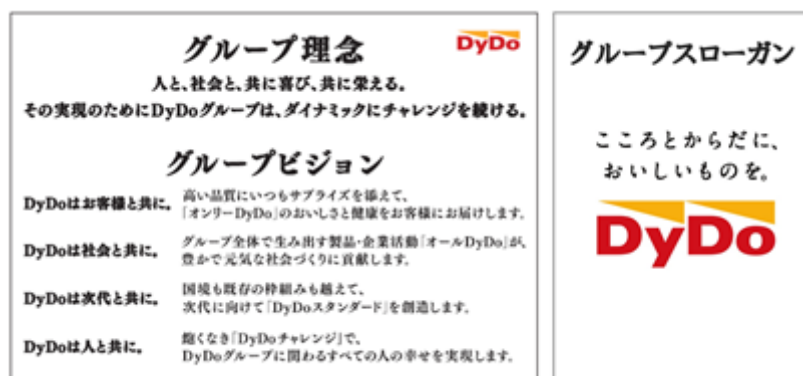 グループ理念
DyDo
人と、社会と、共に喜び、共に栄える。
その実現のためにDyDoグループは、ダイナミックにチャレンジを続ける。
グループビジョン
DyDoはお客様と共に。
高い品質にいつもサプライズを添えて、
「オンリーDyDo」のおいしさと健康をお客様にお届けします。
DyDoは社会と共に。
グループ全体で生み出す製品・企業活動「オールDyDo」が、
豊かで元気な社会づくりに貢献します。
DyDoは次代と共に。
国境も既存の枠組みも越えて、
次代に向けて「DyDoスタンダード」を創造します。
DyDoは人と共に。
飽くなき「DyDoチャレンジ」で、
DyDoグループに関わるすべての人の幸せを実現します。
グループスローガン
こころとからだに、
おいしいものを。
DyDo